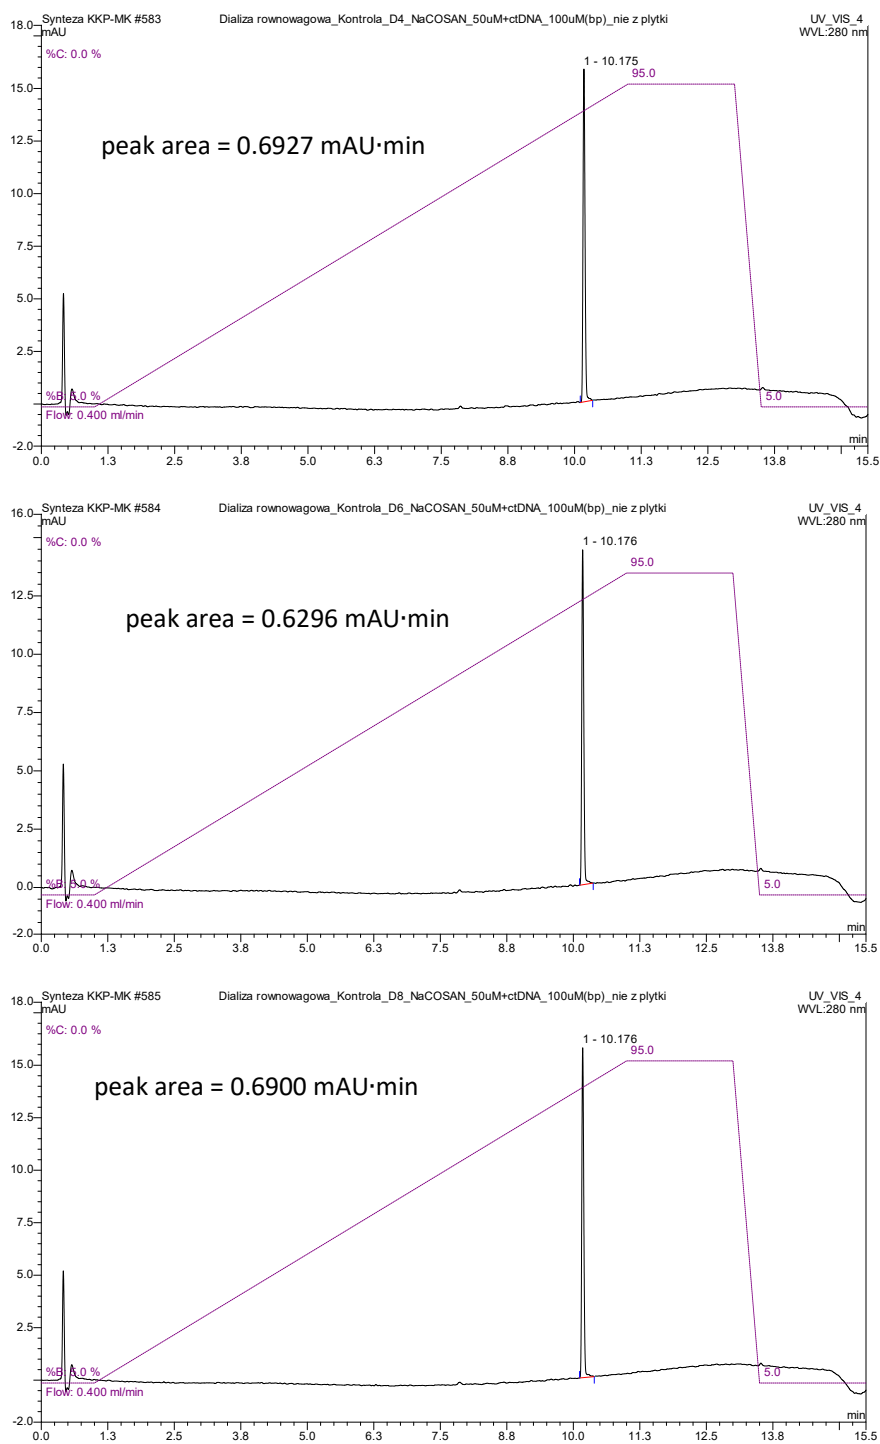 Synteza KKP-MK #583 Dializa rownowagowa_Kontrola_D4_NaCOSAN_50uM+ctDNA_100uM(bp)_nie z plytki UV_VIS_4
18.0 mAU WVL:280 nm
%C: 0.0 %
1 - 10.175
95.0
15.0
peak area = 0.6927 mAU·min
12.5
10.0
7.5
5.0
2.5
%B: 5.0 %
5.0
Flow: 0.400 ml/min
-2.0
min
0.0 1.3 2.5 3.8 5.0 6.3 7.5 8.8 10.0 11.3 12.5 13.8 15.5
Synteza KKP-MK #584 Dializa rownowagowa_Kontrola_D6_NaCOSAN_50uM+ctDNA_100uM(bp)_nie z plytki UV_VIS_4
16.0 mAU WVL:280 nm
%C: 0.0 %
1 - 10.176
95.0
12.5
peak area = 0.6296 mAU·min
10.0
7.5
5.0
2.5
0.0
%B: 5.0 %
5.0
Flow: 0.400 ml/min
-2.0
min
0.0 1.3 2.5 3.8 5.0 6.3 7.5 8.8 10.0 11.3 12.5 13.8 15.5
Synteza KKP-MK #585 Dializa rownowagowa_Kontrola_D8_NaCOSAN_50uM+ctDNA_100uM(bp)_nie z plytki UV_VIS_4
18.0 mAU WVL:280 nm
%C: 0.0 %
1 - 10.176
95.0
15.0
peak area = 0.6900 mAU·min
12.5
10.0
7.5
5.0
2.5
%B: 5.0 %
5.0
Flow: 0.400 ml/min
-2.0
min
0.0 1.3 2.5 3.8 5.0 6.3 7.5 8.8 10.0 11.3 12.5 13.8 15.5